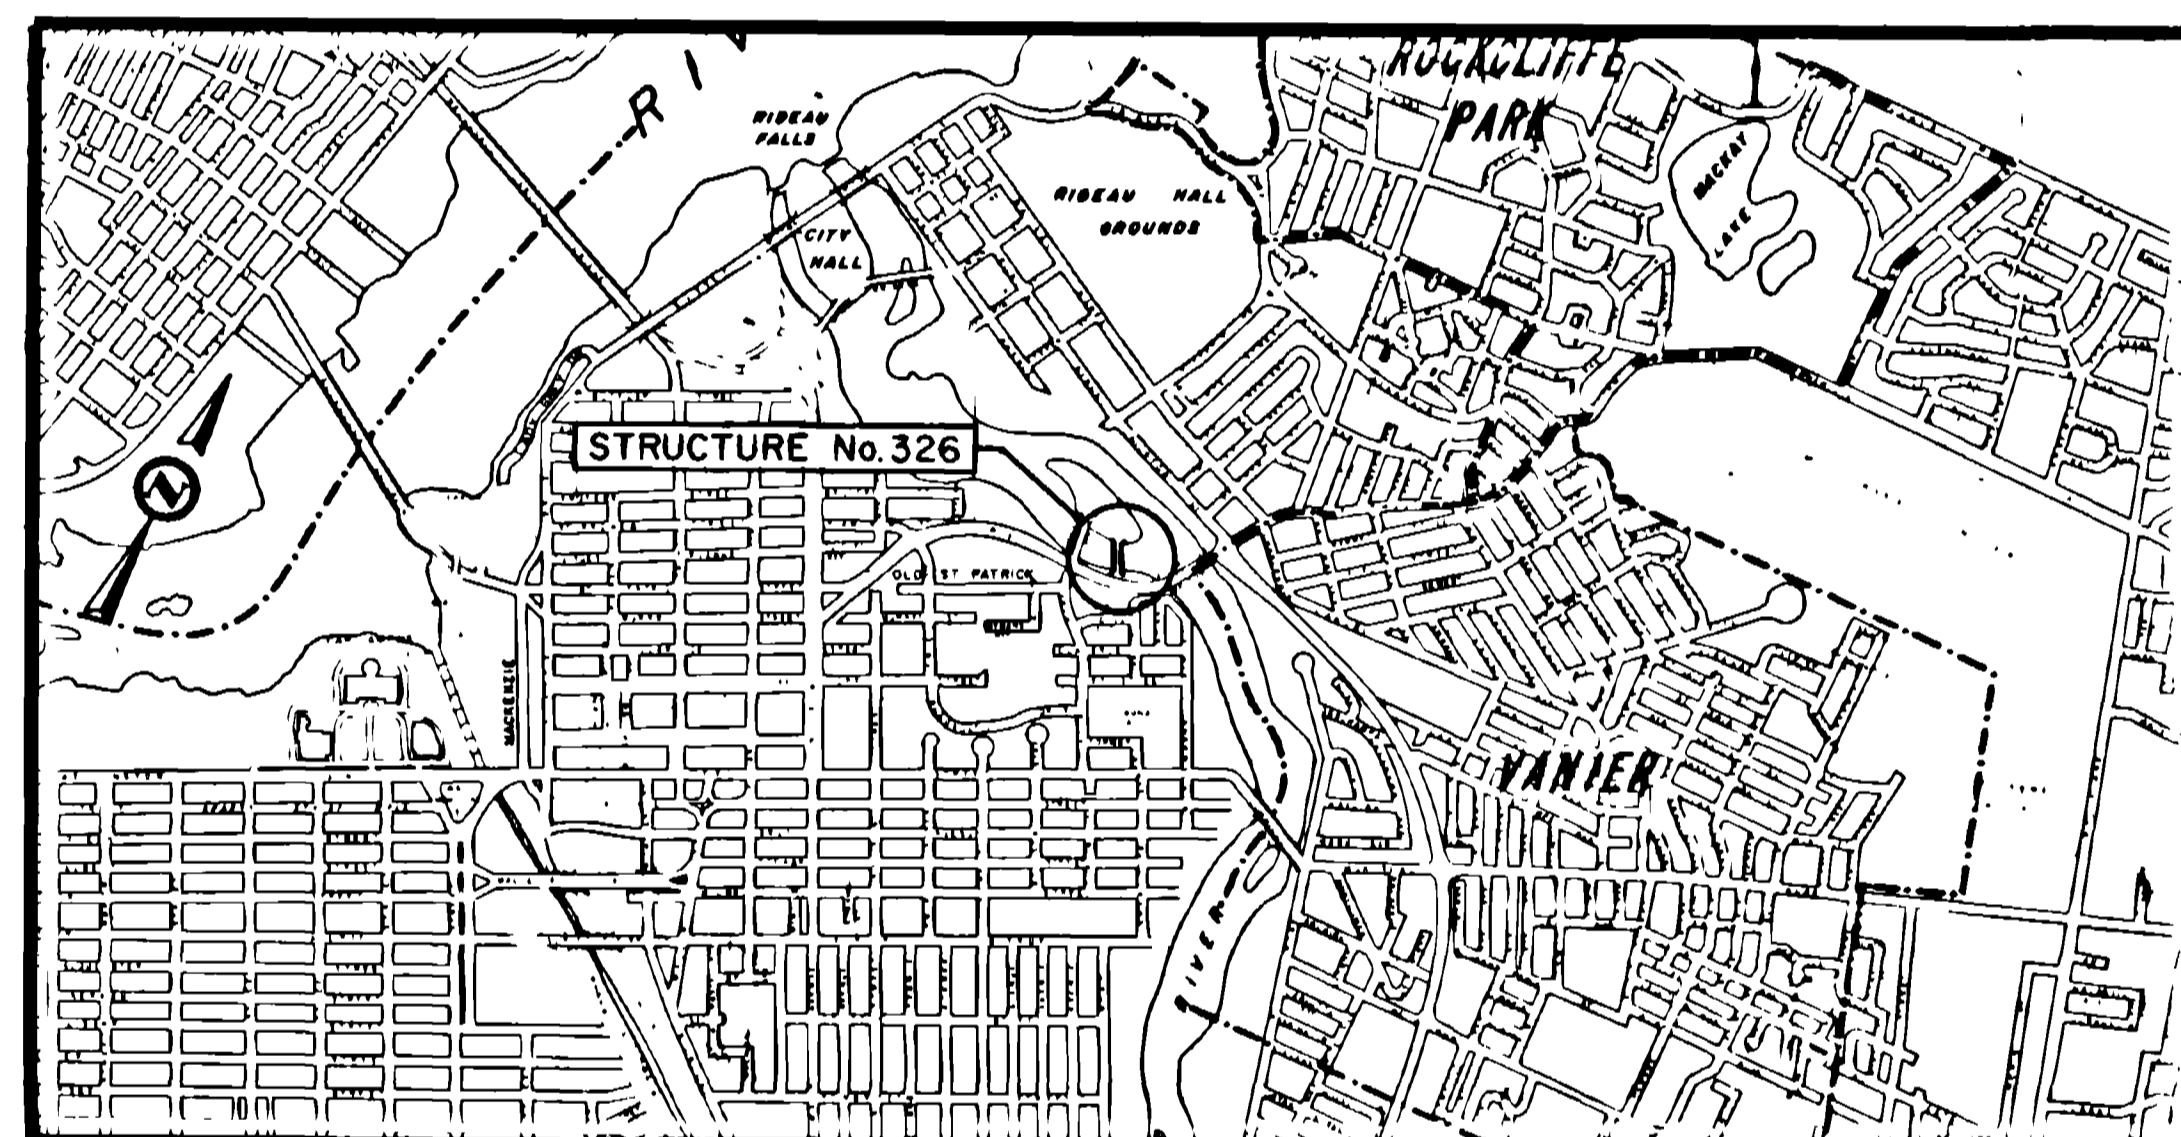 R I V
ROCKCLIFFE
PARK
RIDEAU
FALLS
MACKAY
LAKE
RIDEAU HALL
GROUNDS
CITY
HALL
STRUCTURE No. 326
N
OLD ST PATRICK
MACKENZIE
VANIER
RIVER